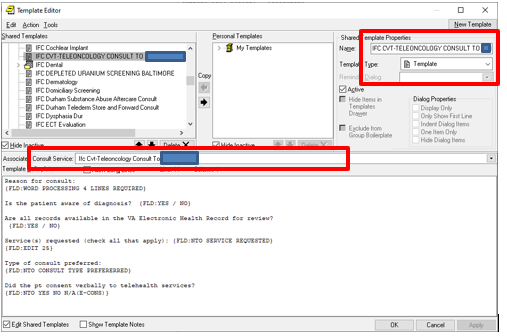 Template Editor
Edit Action Tools
New Template
Shared Templates
Personal Templates
Shared Template Properties
IFC Cochlear Implant
IFC CVT-TELEONCOLOGY CONSULT TO
IFC Dental
IFC DEPLETED URANIUM SCREENING BALTIMORE
IFC Dermatology
IFC Domiciliary Screening
IFC Durham Substance Abuse Aftercare Consult
IFC Durham Telederm Store and Forward Consult
IFC Dysphasia Dur
IFC ECT Evaluation
My Templates
Copy
Name: IFC CVT-TELEONCOLOGY CONSULT TO
Template Type: Template
Reminder Dialog:
Active
Hide Items in
Templates
Drawer
Exclude from
Group Boilerplate
Dialog Properties
Display Only
Only Show First Line
Indent Dialog Items
One Item Only
Hide Dialog Items
Hide Inactive
Delete
Hide Inactive
Delete
Associated Consult Service: Ifc Cvt-Teleoncology Consult To
Reason for consult:
{FLD:WORD PROCESSING 4 LINES REQUIRED}
Is the patient aware of diagnosis? {FLD:YES / NO}
Are all records available in the VA Electronic Health Record for review?
{FLD:YES / NO}
Service(s) requested (check all that apply): {FLD:NTO SERVICE REQUESTED}
{FLD:EDIT 25}
Type of consult preferred:
{FLD:NTO CONSULT TYPE PREFERERRED}
Did the pt consent verbally to telehealth services?
{FLD:NTO YES NO N/A(E-CONS)}
Edit Shared Templates
Show Template Notes
OK
Cancel
Apply